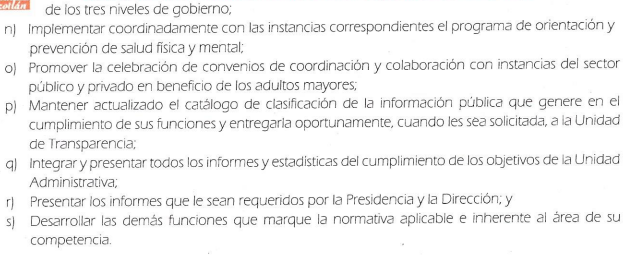 de los tres niveles de gobierno;
n) Implementar coordinadamente con las instancias correspondientes el programa de orientación y
prevención de salud física y mental;
o) Promover la celebración de convenios de coordinación y colaboración con instancias del sector
público y privado en beneficio de los adultos mayores;
p) Mantener actualizado el catálogo de clasificación de la información pública que genere en el
cumplimiento de sus funciones y entregarla oportunamente, cuando les sea solicitada, a la Unidad
de Transparencia;
q) Integrar y presentar todos los informes y estadísticas del cumplimiento de los objetivos de la Unidad
Administrativa;
r) Presentar los informes que le sean requeridos por la Presidencia y la Dirección; y
s) Desarrollar las demás funciones que marque la normativa aplicable e inherente al área de su
competencia.